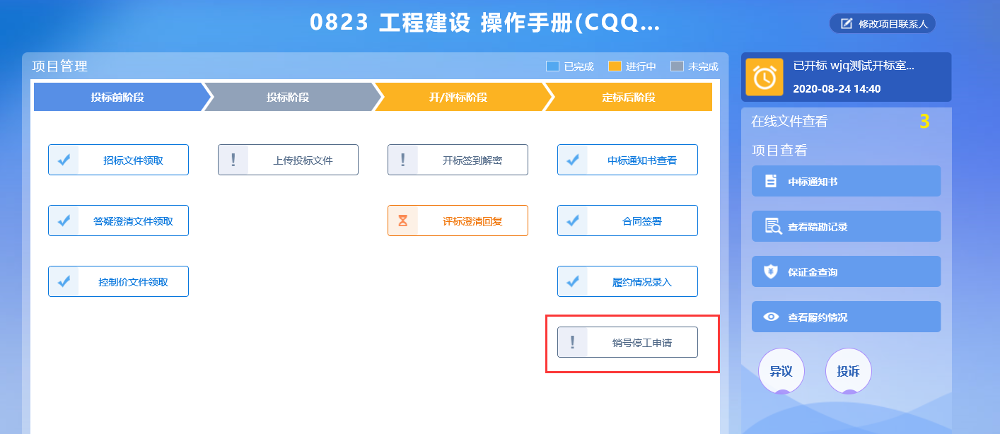 0823 工程建设 操作手册(CQQ...
修改项目联系人
项目管理
已完成
进行中
未完成
投标前阶段
投标阶段
开/评标阶段
定标后阶段
招标文件领取
上传投标文件
开标签到解密
中标通知书查看
答疑澄清文件领取
评标澄清回复
合同签署
控制价文件领取
履约情况录入
销号停工申请
已开标 wjq测试开标室...
2020-08-24 14:40
在线文件查看
3
项目查看
中标通知书
查看踏勘记录
保证金查询
查看履约情况
异议
投诉